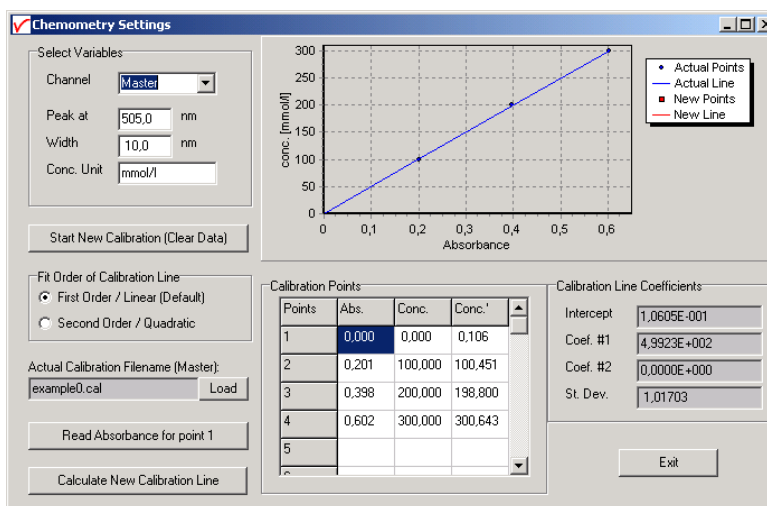 Chemometry Settings
Select Variables
Channel Master
Peak at 505,0 nm
Width 10,0 nm
Conc. Unit mmol/l
Start New Calibration (Clear Data)
Fit Order of Calibration Line
First Order / Linear (Default)
Second Order / Quadratic
Actual Calibration Filename (Master):
example0.cal Load
Read Absorbance for point 1
Calculate New Calibration Line
conc. [mmol/l]
300
250
200
150
100
50
0
0 0,1 0,2 0,3 0,4 0,5 0,6
Absorbance
Actual Points
Actual Line
New Points
New Line
Calibration Points
Points Abs. Conc. Conc.'
1 0,000 0,000 0,106
2 0,201 100,000 100,451
3 0,398 200,000 198,800
4 0,602 300,000 300,643
5
Calibration Line Coefficients
Intercept 1,0605E-001
Coef. #1 4,9923E+002
Coef. #2 0,0000E+000
St. Dev. 1,01703
Exit